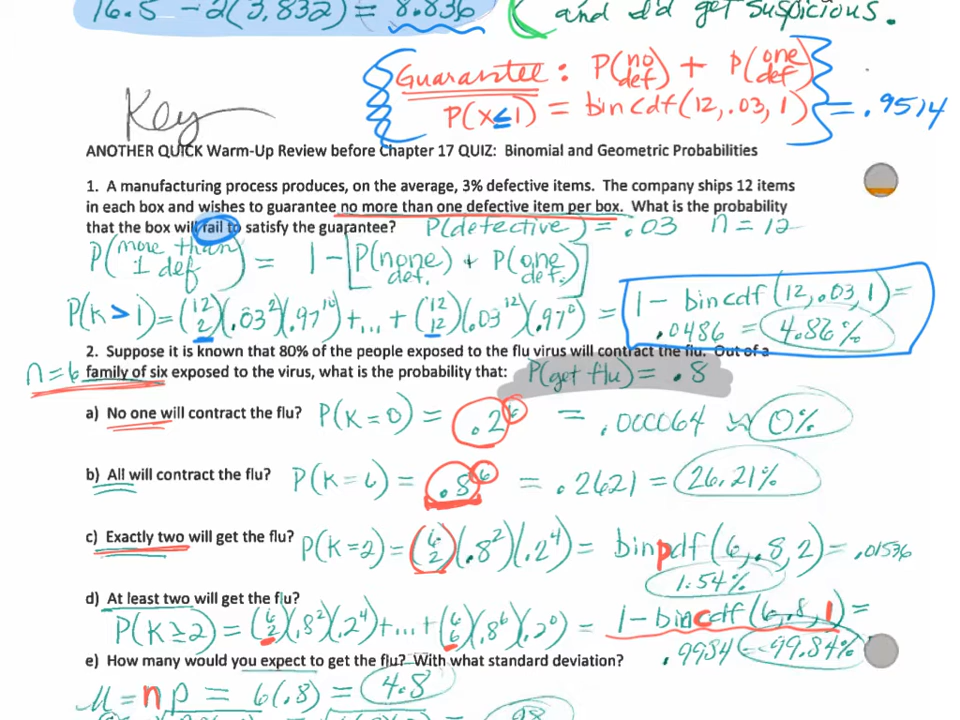 16.5 - 2(3.832) = 8.836
and did get suspicious.
Guarantee: P(no def) + P(one def)
P(x≤1) = bincdf(12, .03, 1) = .9514
Key
ANOTHER QUICK Warm-Up Review before Chapter 17 QUIZ: Binomial and Geometric Probabilities
1. A manufacturing process produces, on the average, 3% defective items. The company ships 12 items
in each box and wishes to guarantee no more than one defective item per box. What is the probability
that the box will fail to satisfy the guarantee? P(defective) = .03 n = 12
P(more than 1 def) = 1 - [P(none def.) + P(one def.)]
P(K > 1) = (12 2)(.03²)(.97¹⁰) + ... + (12 12)(.03¹²)(.97⁰) = 1 - bincdf(12, .03, 1) =
.0486 = 4.86%
2. Suppose it is known that 80% of the people exposed to the flu virus will contract the flu. Out of a
n = 6 family of six exposed to the virus, what is the probability that: P(get flu) = .8
a) No one will contract the flu? P(K = 0) = .2⁶ = .000064 ≈ 0%
b) All will contract the flu? P(K = 6) = .8⁶ = .2621 = 26.21%
c) Exactly two will get the flu? P(K = 2) = (6 2)(.8²)(.2⁴) = binpdf(6, .8, 2) = .01536
1.54%
d) At least two will get the flu?
P(K ≥ 2) = (6 2)(.8²)(.2⁴) + ... + (6 6)(.8⁶)(.2⁰) = 1 - bincdf(6, .8, 1) =
.9984 = 99.84%
e) How many would you expect to get the flu? With what standard deviation?
μ = np = 6(.8) = 4.8
.98